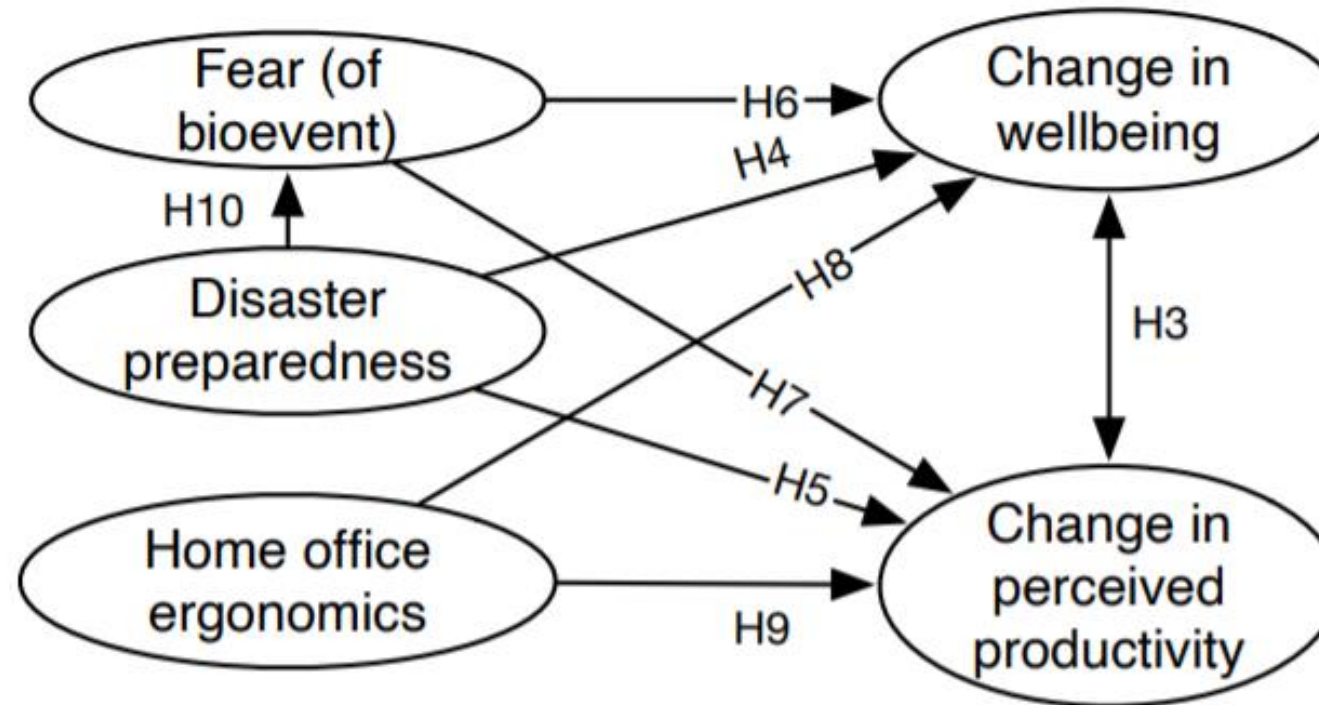 Fear (of
bioevent)
H6
Change in
wellbeing
H4
H10
H8
Disaster
preparedness
H3
H7
H5
Home office
ergonomics
H9
Change in
perceived
productivity